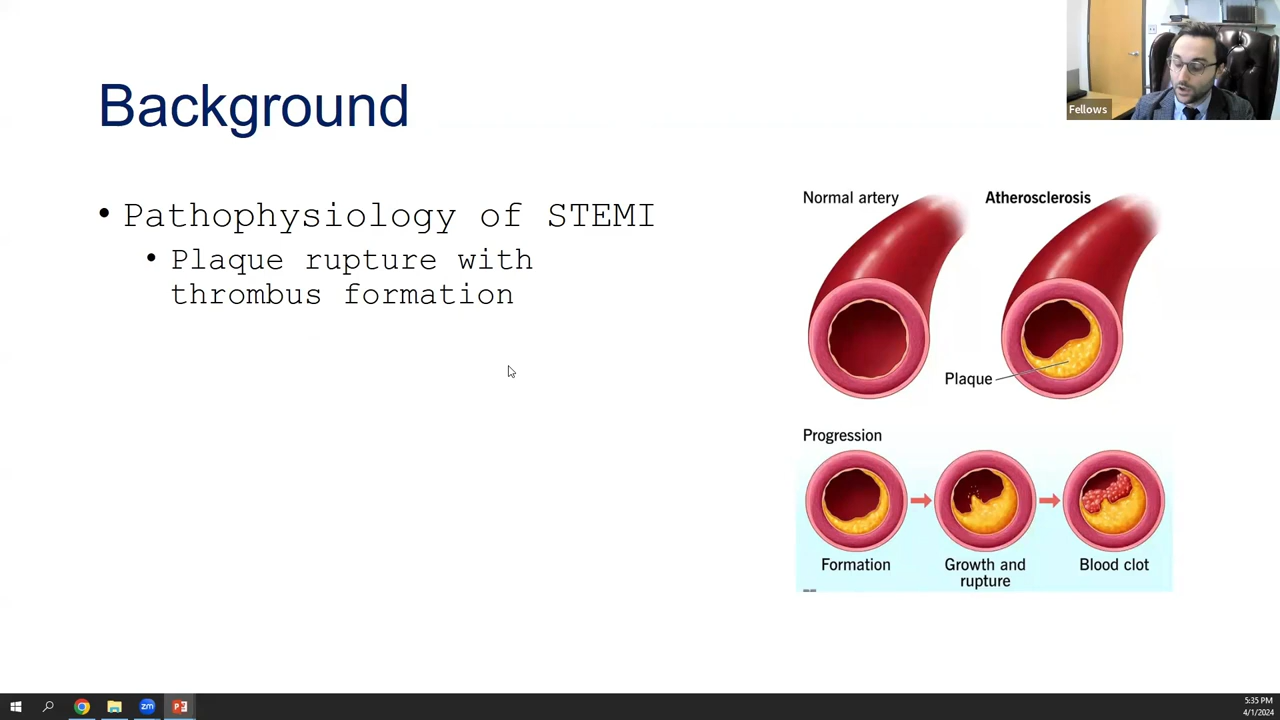 Background
Fellows
• Pathophysiology of STEMI
• Plaque rupture with
thrombus formation
Normal artery
Atherosclerosis
Plaque
Progression
Formation
Growth and
rupture
Blood clot
zm
5:35 PM
4/1/2024